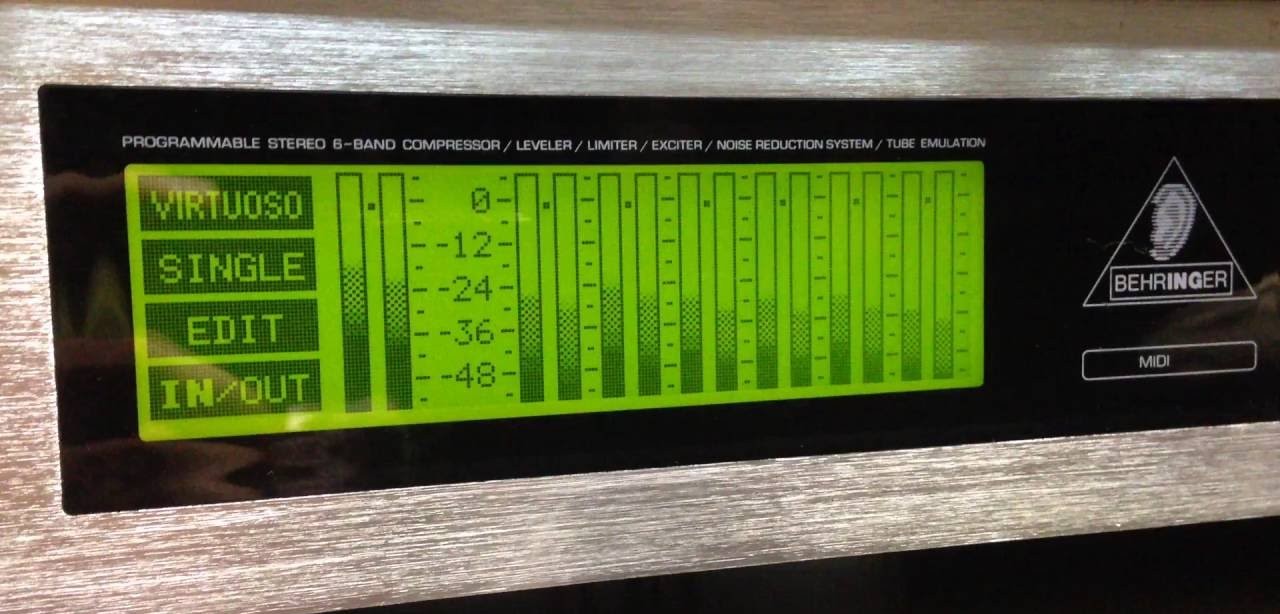 PROGRAMMABLE STEREO 6-BAND COMPRESSOR / LEVELER / LIMITER / EXCITER / NOISE REDUCTION SYSTEM / TUBE EMULATION
VIRTUOSO
SINGLE
EDIT
IN/OUT
0
-12
-24
-36
-48
BEHRINGER
MIDI